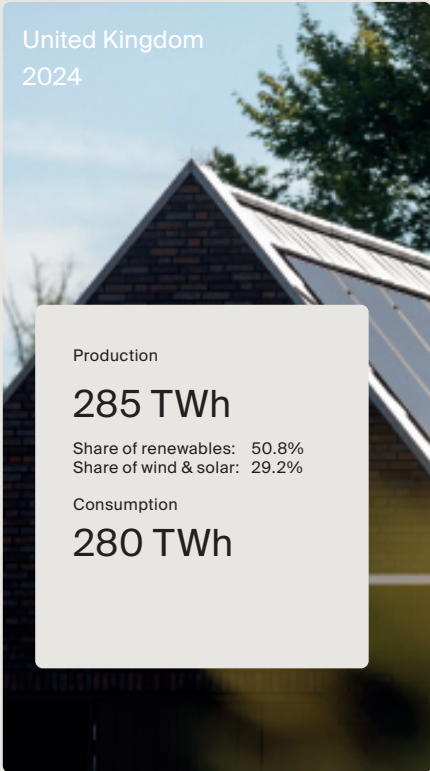 United Kingdom
2024
Production
285 TWh
Share of renewables: 50.8%
Share of wind & solar: 29.2%
Consumption
280 TWh